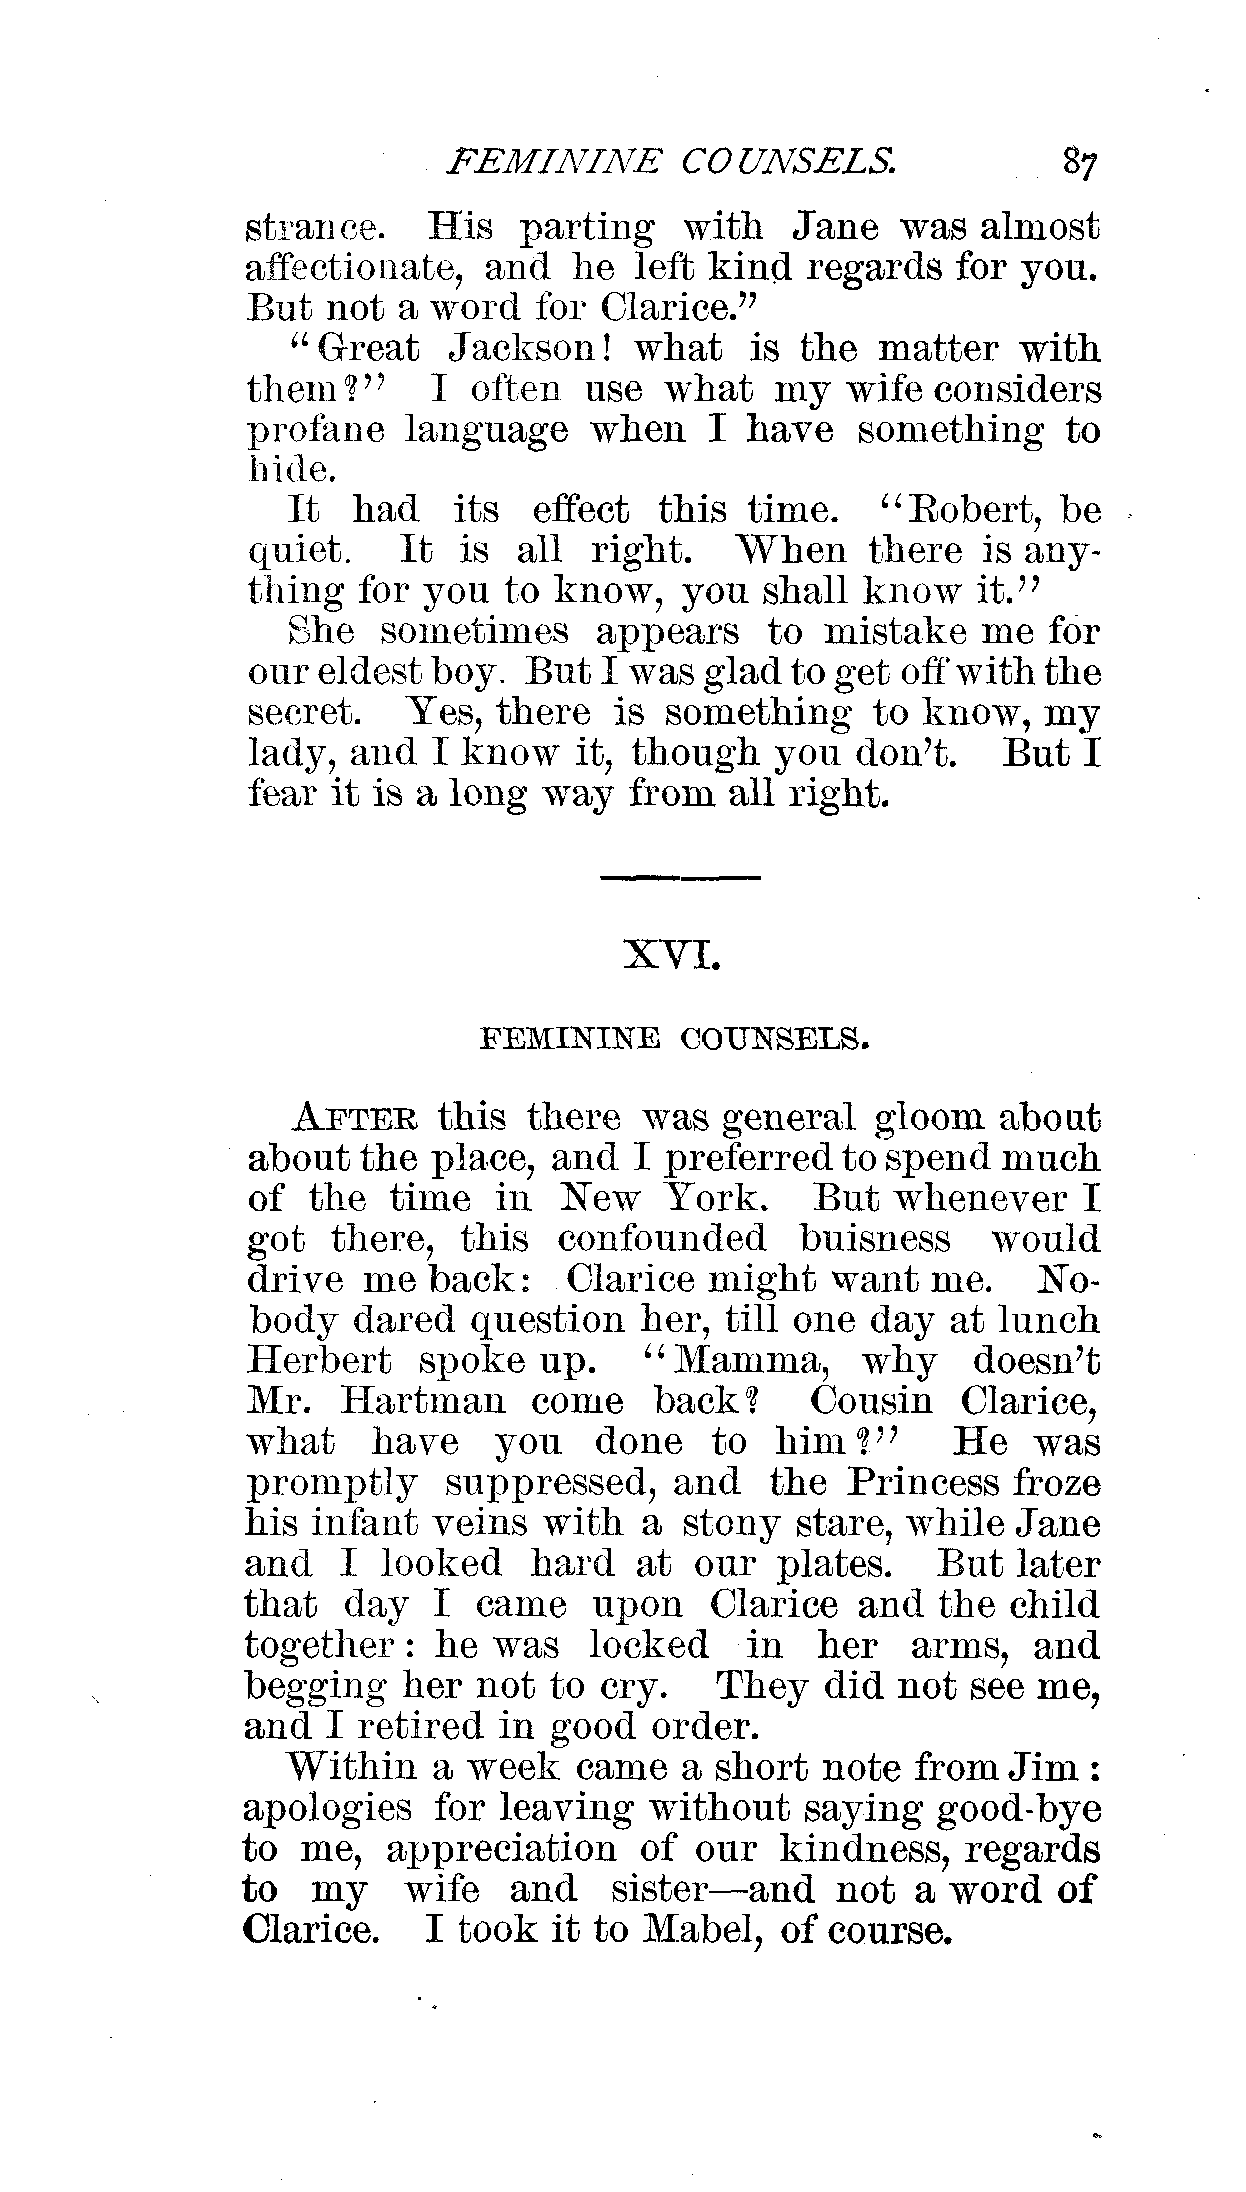 FEMININE COUNSELS. 87
strance. His parting with Jane was almost
affectionate, and he left kind regards for you.
But not a word for Clarice."
"Great Jackson! what is the matter with
them?" I often use what my wife considers
profane language when I have something to
hide.
It had its effect this time. "Robert, be
quiet. It is all right. When there is any-
thing for you to know, you shall know it."
She sometimes appears to mistake me for
our eldest boy. But I was glad to get off with the
secret. Yes, there is something to know, my
lady, and I know it, though you don't. But I
fear it is a long way from all right.
XVI.
FEMININE COUNSELS.
AFTER this there was general gloom about
about the place, and I preferred to spend much
of the time in New York. But whenever I
got there, this confounded buisness would
drive me back: Clarice might want me. No-
body dared question her, till one day at lunch
Herbert spoke up. "Mamma, why doesn't
Mr. Hartman come back? Cousin Clarice,
what have you done to him?" He was
promptly suppressed, and the Princess froze
his infant veins with a stony stare, while Jane
and I looked hard at our plates. But later
that day I came upon Clarice and the child
together: he was locked in her arms, and
begging her not to cry. They did not see me,
and I retired in good order.
Within a week came a short note from Jim:
apologies for leaving without saying good-bye
to me, appreciation of our kindness, regards
to my wife and sister—and not a word of
Clarice. I took it to Mabel, of course.